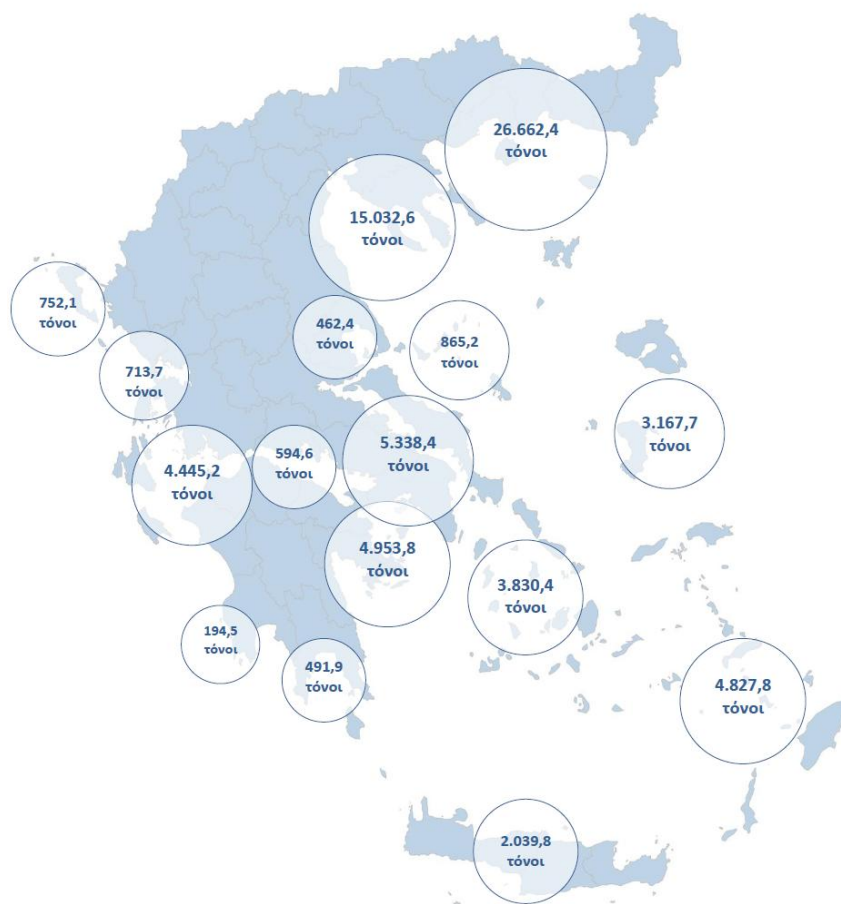 26.662,4
τόνοι
15.032,6
τόνοι
752,1
τόνοι
462,4
τόνοι
865,2
τόνοι
713,7
τόνοι
3.167,7
τόνοι
594,6
τόνοι
5.338,4
τόνοι
4.445,2
τόνοι
4.953,8
τόνοι
3.830,4
τόνοι
194,5
τόνοι
491,9
τόνοι
4.827,8
τόνοι
2.039,8
τόνοι